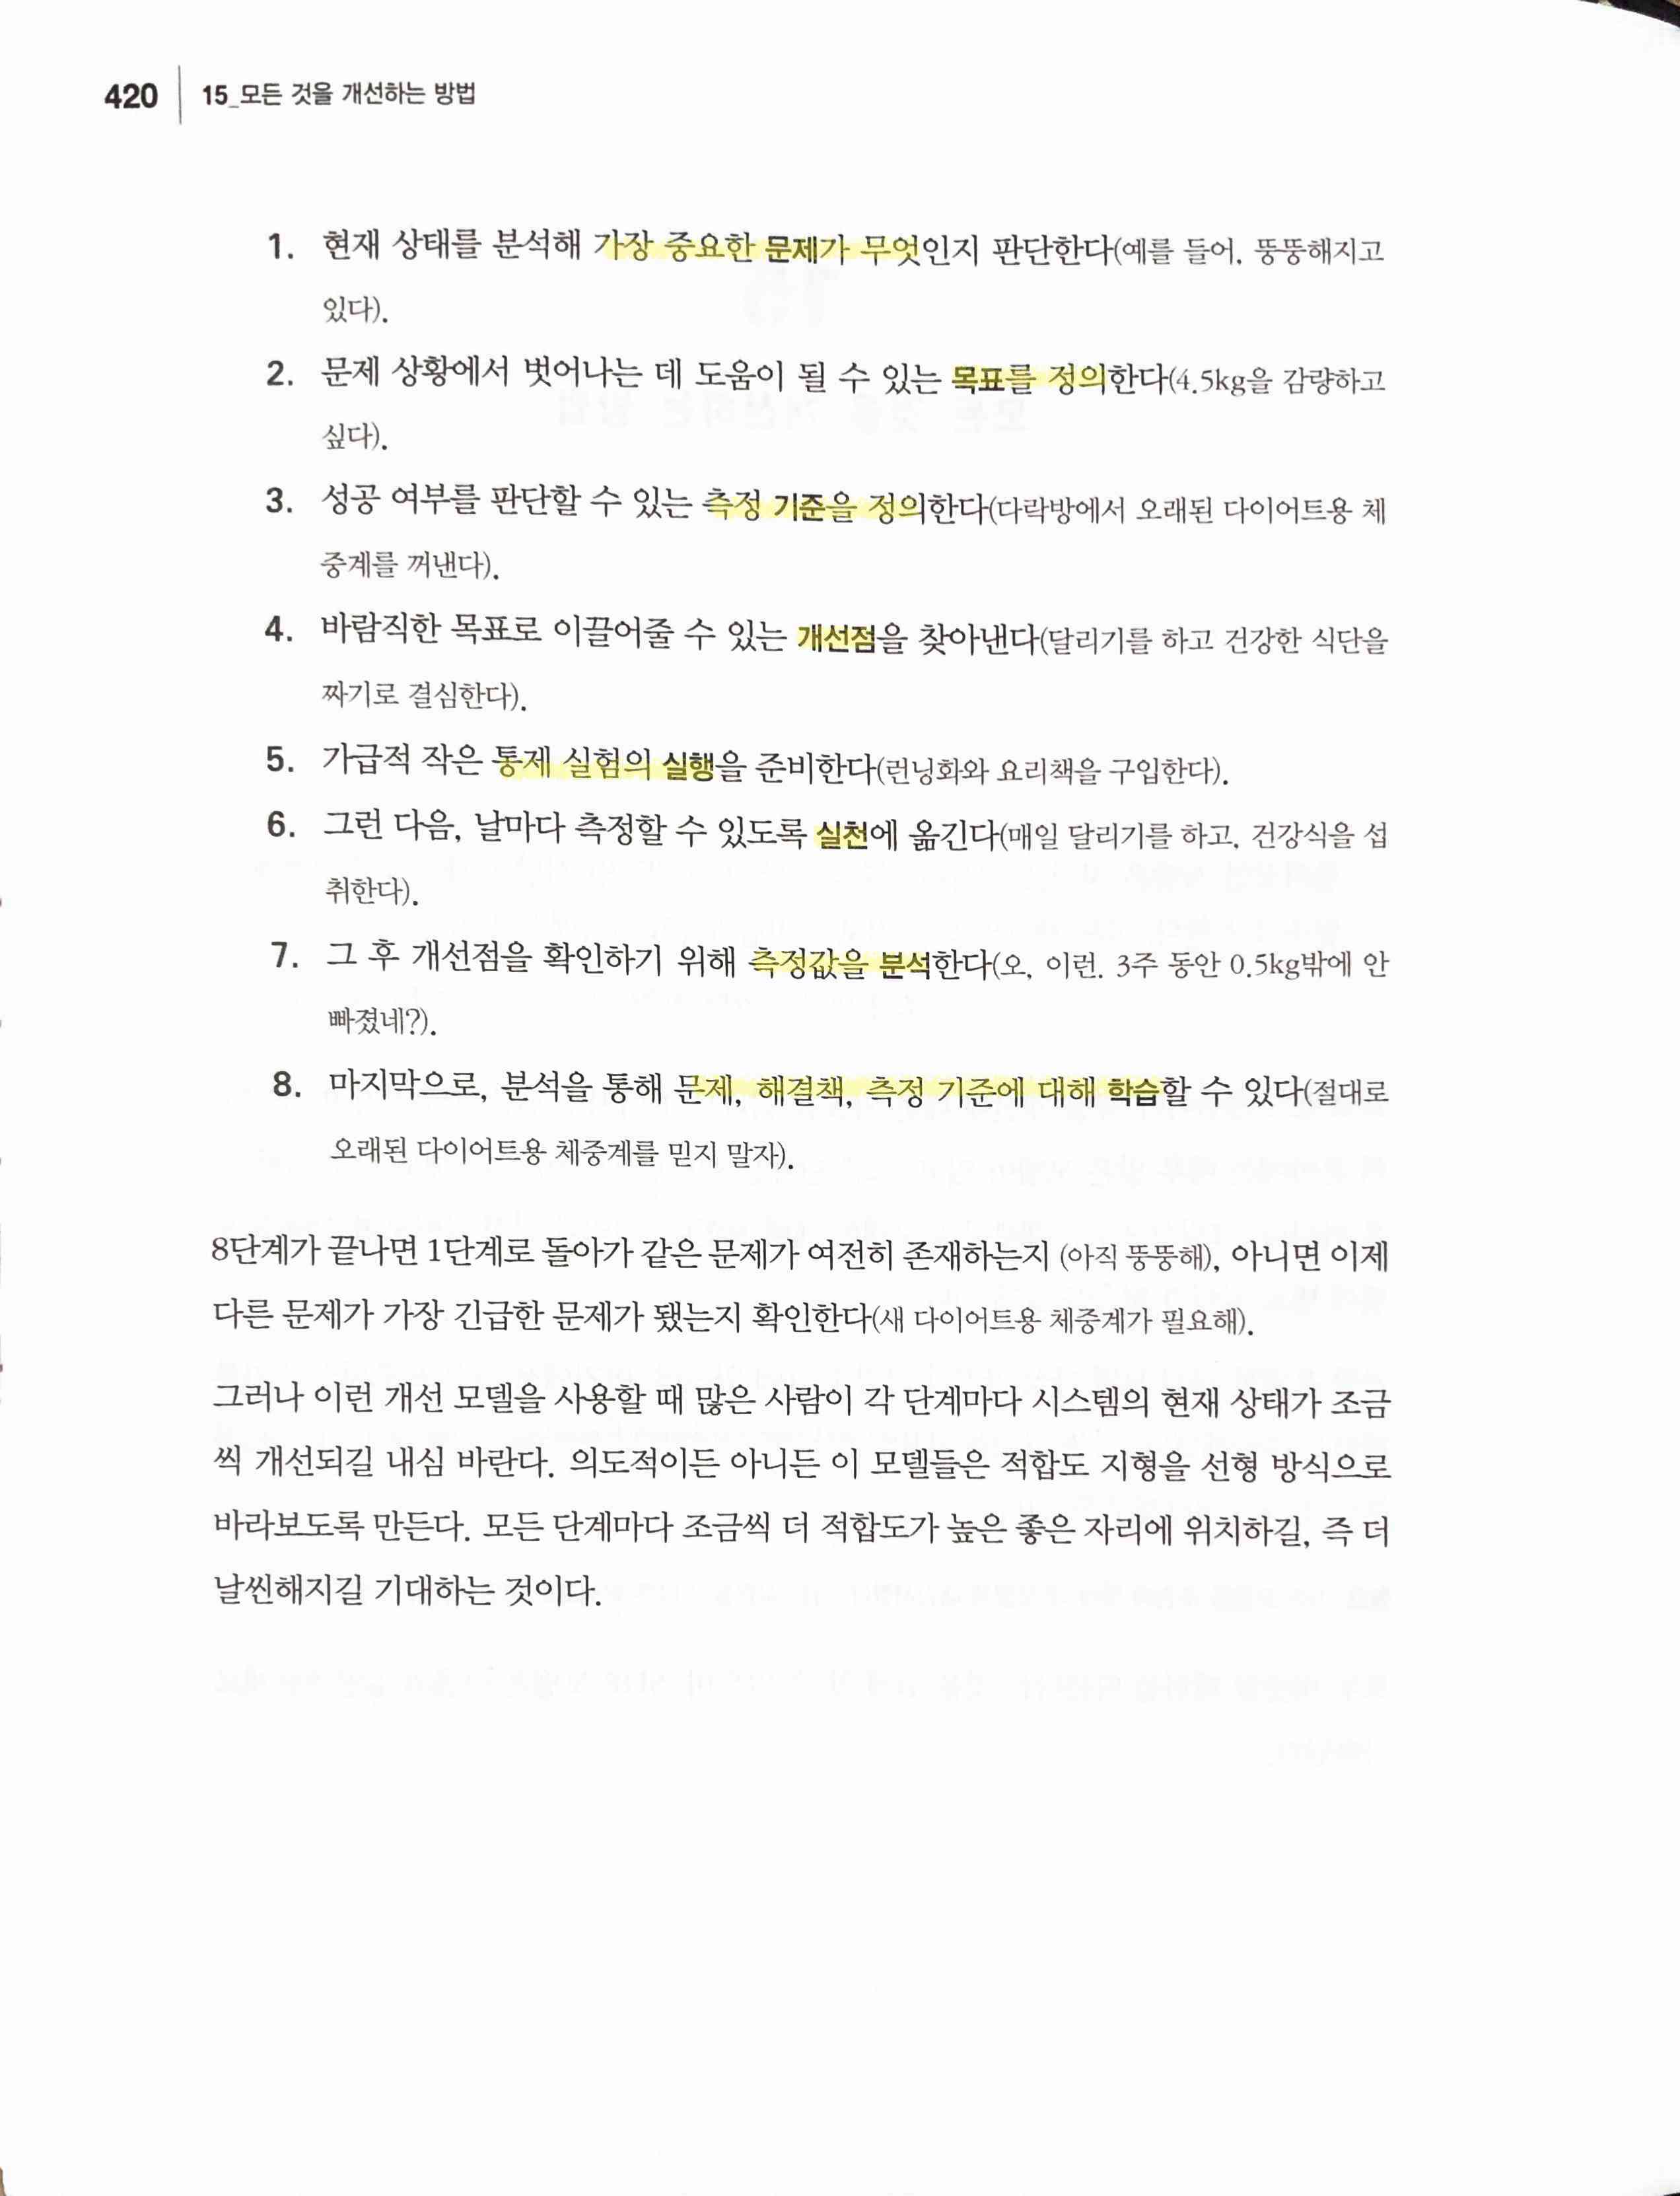 420 15_모든 것을 개선하는 방법
1. 현재 상태를 분석해 가장 중요한 문제가 무엇인지 판단한다(예를 들어, 뚱뚱해지고
있다).
2. 문제 상황에서 벗어나는 데 도움이 될 수 있는 목표를 정의한다(4.5kg을 감량하고
싶다).
3. 성공 여부를 판단할 수 있는 측정 기준을 정의한다(다락방에서 오래된 다이어트용 체
중계를 꺼낸다).
4. 바람직한 목표로 이끌어줄 수 있는 개선점을 찾아낸다(달리기를 하고 건강한 식단을
짜기로 결심한다).
5. 가급적 작은 통제 실험의 실행을 준비한다(런닝화와 요리책을 구입한다).
6. 그런 다음, 날마다 측정할 수 있도록 실천에 옮긴다(매일 달리기를 하고, 건강식을 섭
취한다).
7. 그 후 개선점을 확인하기 위해 측정값을 분석한다(오, 이런. 3주 동안 0.5kg밖에 안
빠졌네?).
8. 마지막으로, 분석을 통해 문제, 해결책, 측정 기준에 대해 학습할 수 있다(절대로
오래된 다이어트용 체중계를 믿지 말자).
8단계가 끝나면 1단계로 돌아가 같은 문제가 여전히 존재하는지 (아직 뚱뚱해), 아니면 이제
다른 문제가 가장 긴급한 문제가 됐는지 확인한다(새 다이어트용 체중계가 필요해).
그러나 이런 개선 모델을 사용할 때 많은 사람이 각 단계마다 시스템의 현재 상태가 조금
씩 개선되길 내심 바란다. 의도적이든 아니든 이 모델들은 적합도 지형을 선형 방식으로
바라보도록 만든다. 모든 단계마다 조금씩 더 적합도가 높은 좋은 자리에 위치하길, 즉 더
날씬해지길 기대하는 것이다.